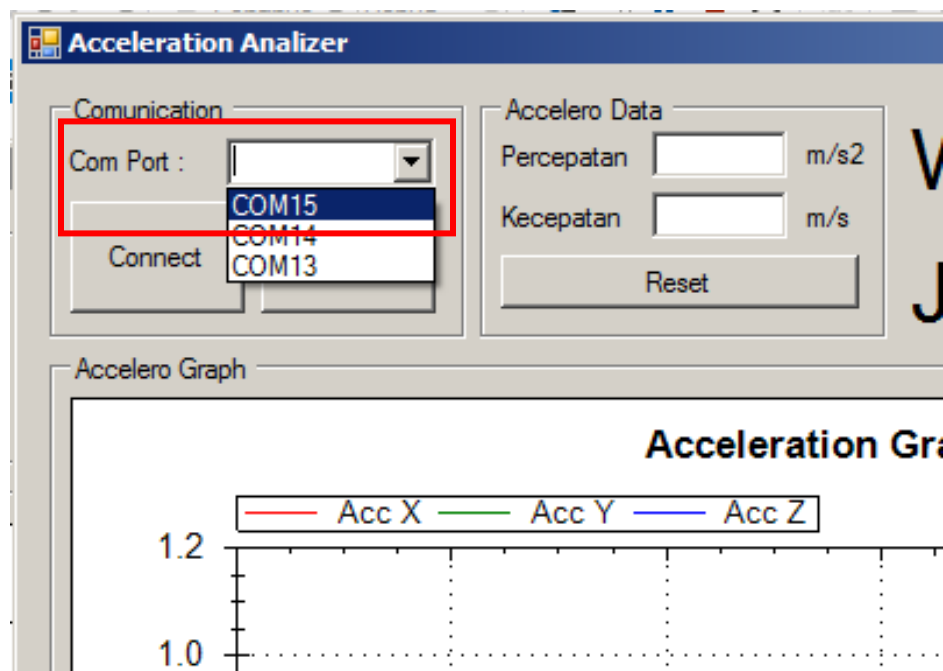 Acceleration Analizer
Comunication
Com Port :
COM15
COM14
COM13
Connect
Accelero Data
Percepatan m/s2
Kecepatan m/s
Reset
Accelero Graph
Acceleration Gra
Acc X Acc Y Acc Z
1.2
1.0